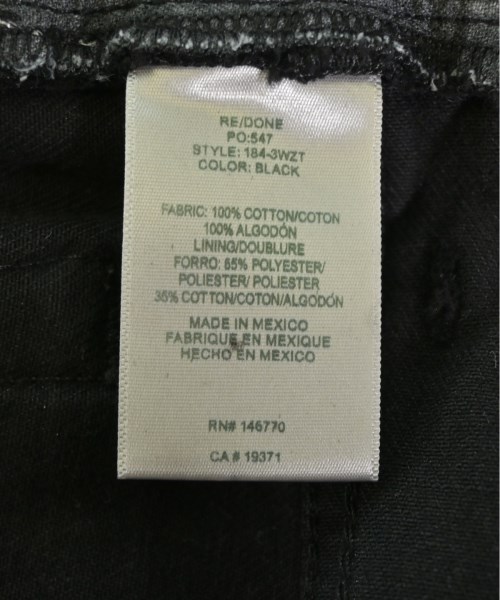 RE/DONE
PO:547
STYLE: 184-3WZT
COLOR: BLACK
FABRIC: 100% COTTON/COTON
100% ALGODÓN
LINING/DOUBLURE
FORRO: 65% POLYESTER/
POLIESTER/ POLIESTER
35% COTTON/COTON/ALGODÓN
MADE IN MEXICO
FABRIQUE EN MEXIQUE
HECHO EN MEXICO
RN# 146770
CA # 19371